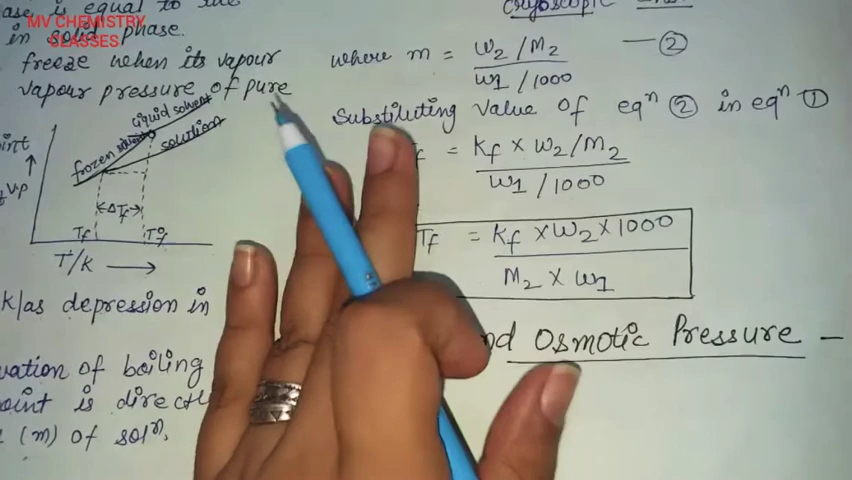 ase is equal to the
in solid phase.
MV CHEMISTRY
CLASSES
freeze when its vapour
vapour pressure of pure
oint
vp
liquid solvent
frozen
solution
ΔTf
Tf
T°f
T/K
k/as depression in
vation of boiling
oint is direct
(m) of solⁿ.
where m = W2/M2 —②
W1/1000
Substituting value of eqⁿ ② in eqⁿ ①
f = Kf × W2/M2
W1/1000
Tf = Kf × W2 × 1000
M2 × W1
nd Osmotic Pressure —